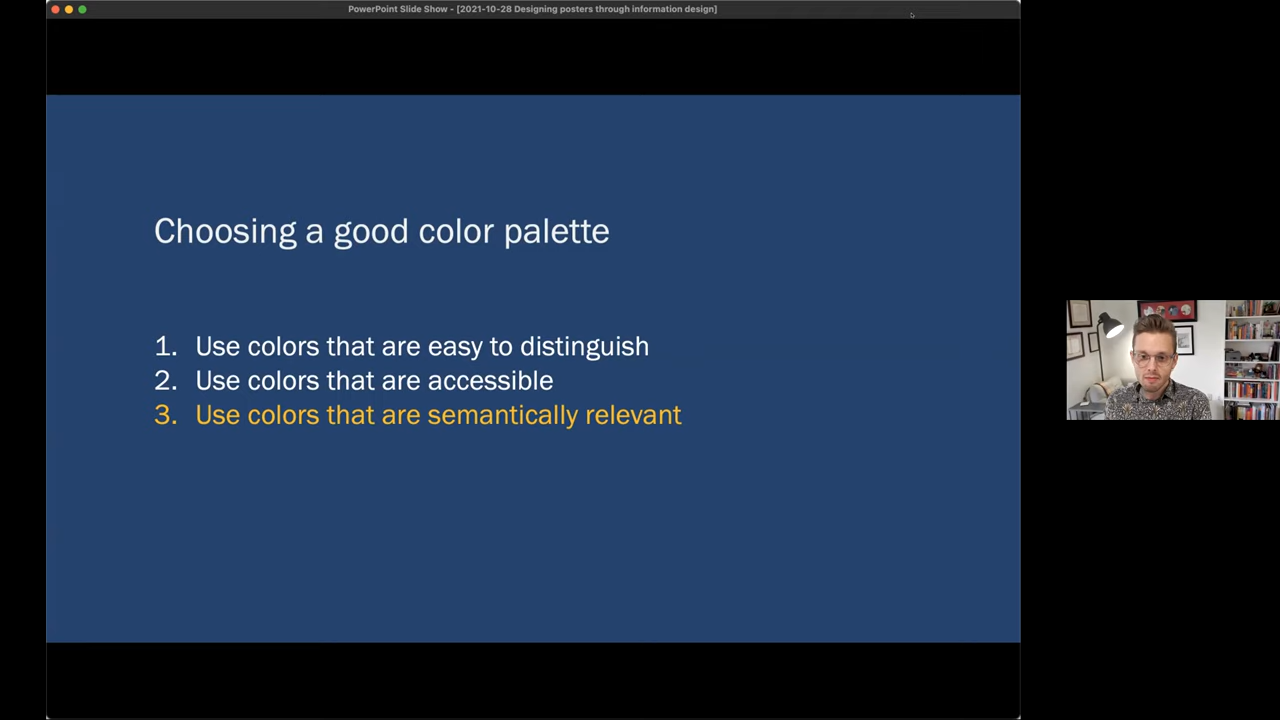 PowerPoint Slide Show - [2021-10-28 Designing posters through information design]
Choosing a good color palette
1. Use colors that are easy to distinguish
2. Use colors that are accessible
3. Use colors that are semantically relevant